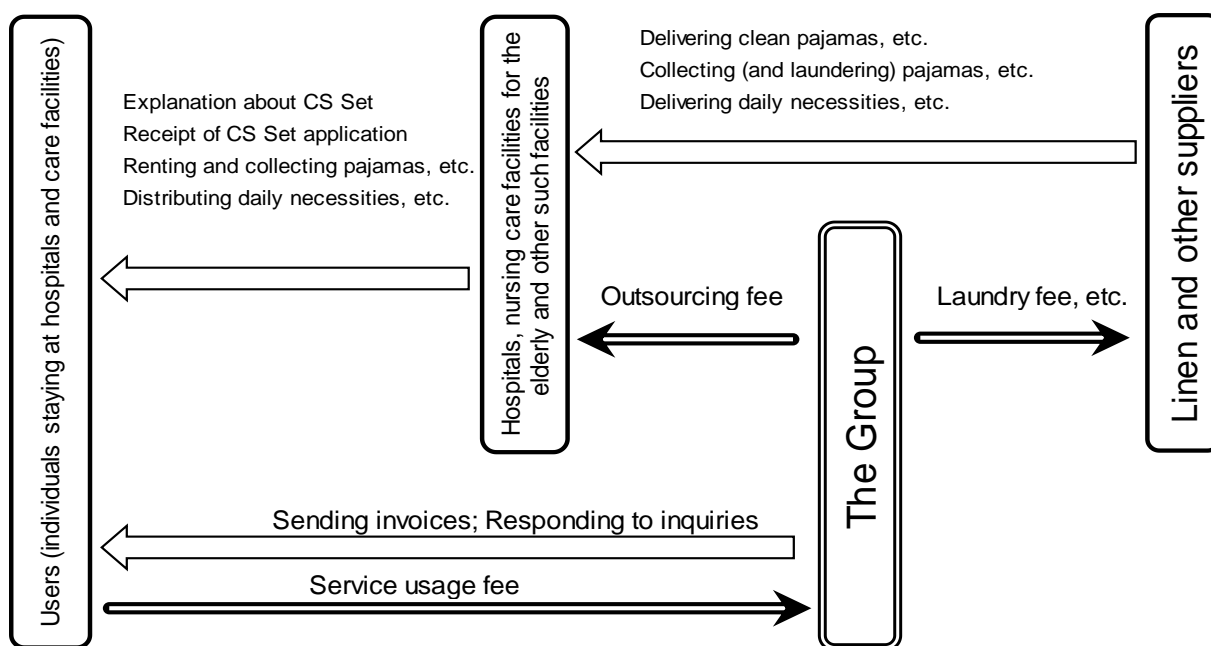 Users (individuals staying at hospitals and care facilities)
Explanation about CS Set
Receipt of CS Set application
Renting and collecting pajamas, etc.
Distributing daily necessities, etc.
Hospitals, nursing care facilities for the
elderly and other such facilities
Delivering clean pajamas, etc.
Collecting (and laundering) pajamas, etc.
Delivering daily necessities, etc.
Linen and other suppliers
Outsourcing fee
The Group
Laundry fee, etc.
Sending invoices; Responding to inquiries
Service usage fee